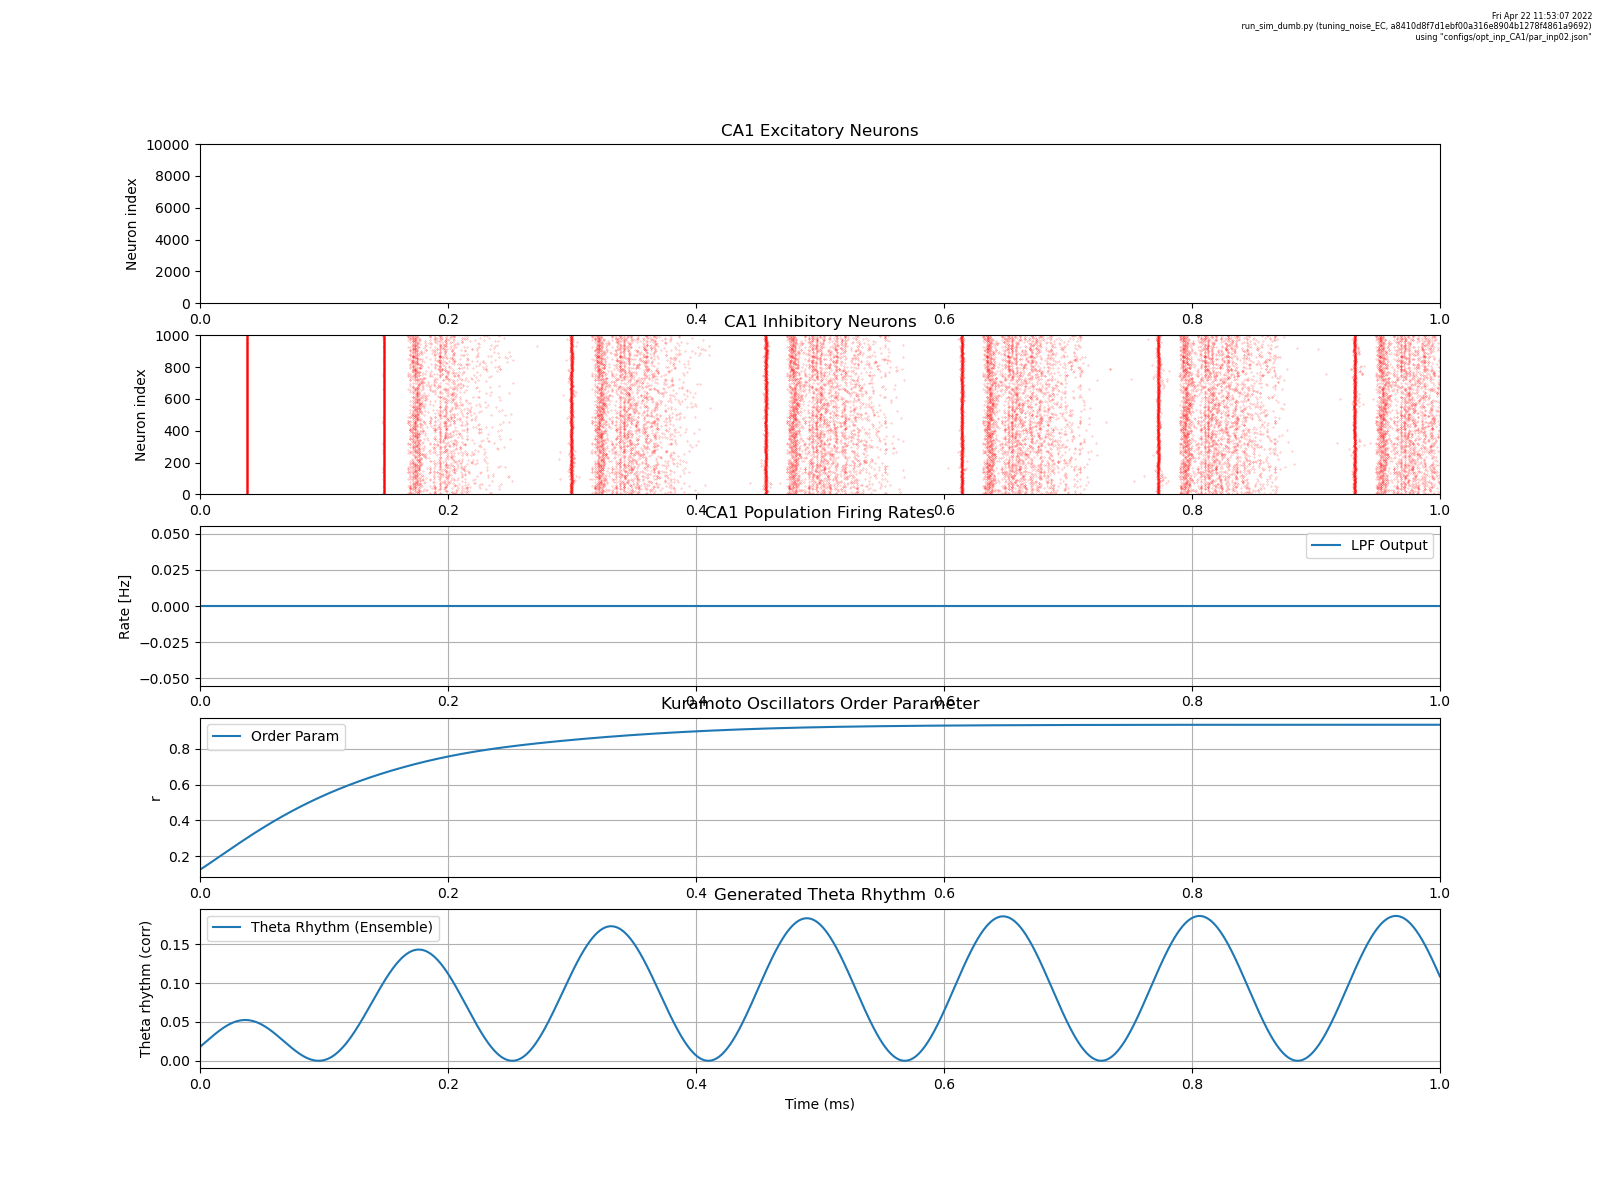 Fri Apr 22 11:53:07 2022
run_sim_dumb.py (tuning_noise_EC, a8410d8f7d1ebf00a316e8904b1278f4861a9692)
using "configs/opt_inp_CA1/par_inp02.json"
CA1 Excitatory Neurons
Neuron index
10000
8000
6000
4000
2000
0
0.0 0.2 0.4 0.6 0.8 1.0
CA1 Inhibitory Neurons
Neuron index
1000
800
600
400
200
0
0.0 0.2 0.4 0.6 0.8 1.0
CA1 Population Firing Rates
Rate [Hz]
0.050
0.025
0.000
−0.025
−0.050
LPF Output
0.0 0.2 0.4 0.6 0.8 1.0
Kuramoto Oscillators Order Parameter
r
0.8
0.6
0.4
0.2
Order Param
0.0 0.2 0.4 0.6 0.8 1.0
Generated Theta Rhythm
Theta rhythm (corr)
0.15
0.10
0.05
0.00
Theta Rhythm (Ensemble)
0.0 0.2 0.4 0.6 0.8 1.0
Time (ms)